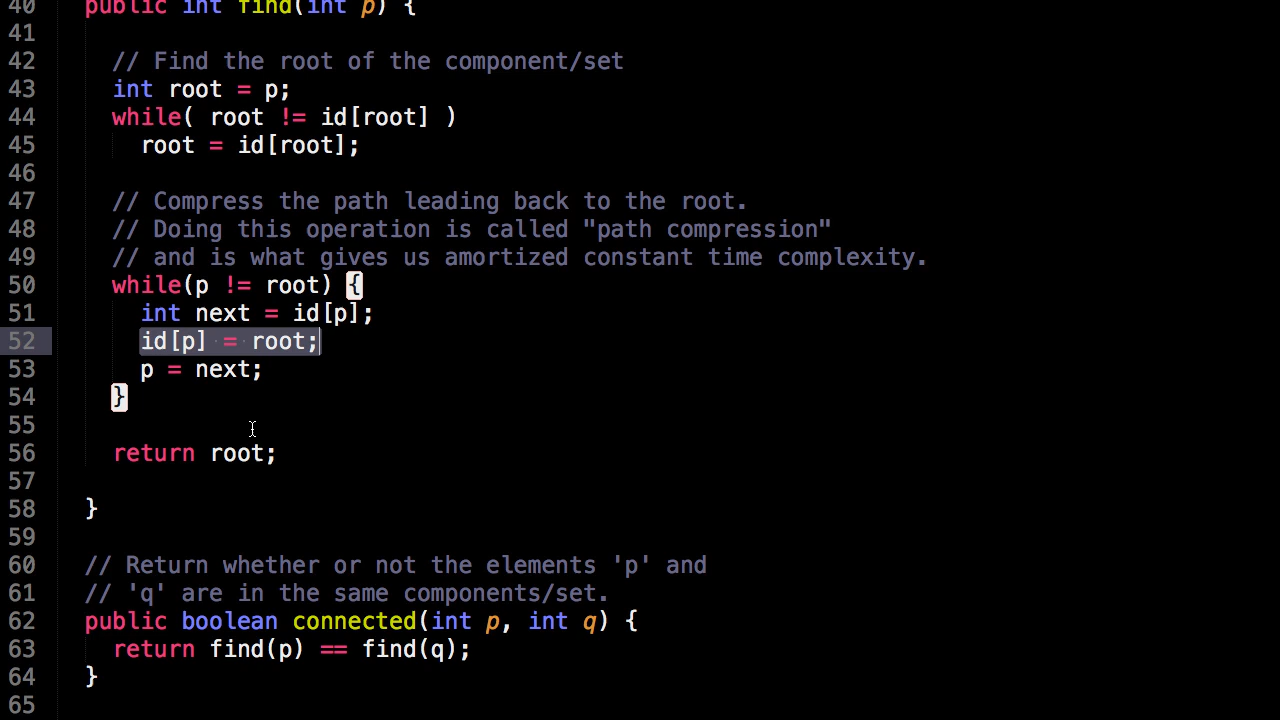 40 public int find(int p) {
41
42 // Find the root of the component/set
43 int root = p;
44 while( root != id[root] )
45 root = id[root];
46
47 // Compress the path leading back to the root.
48 // Doing this operation is called "path compression"
49 // and is what gives us amortized constant time complexity.
50 while(p != root) {
51 int next = id[p];
52 id[p] = root;
53 p = next;
54 }
55
56 return root;
57
58 }
59
60 // Return whether or not the elements 'p' and
61 // 'q' are in the same components/set.
62 public boolean connected(int p, int q) {
63 return find(p) == find(q);
64 }
65